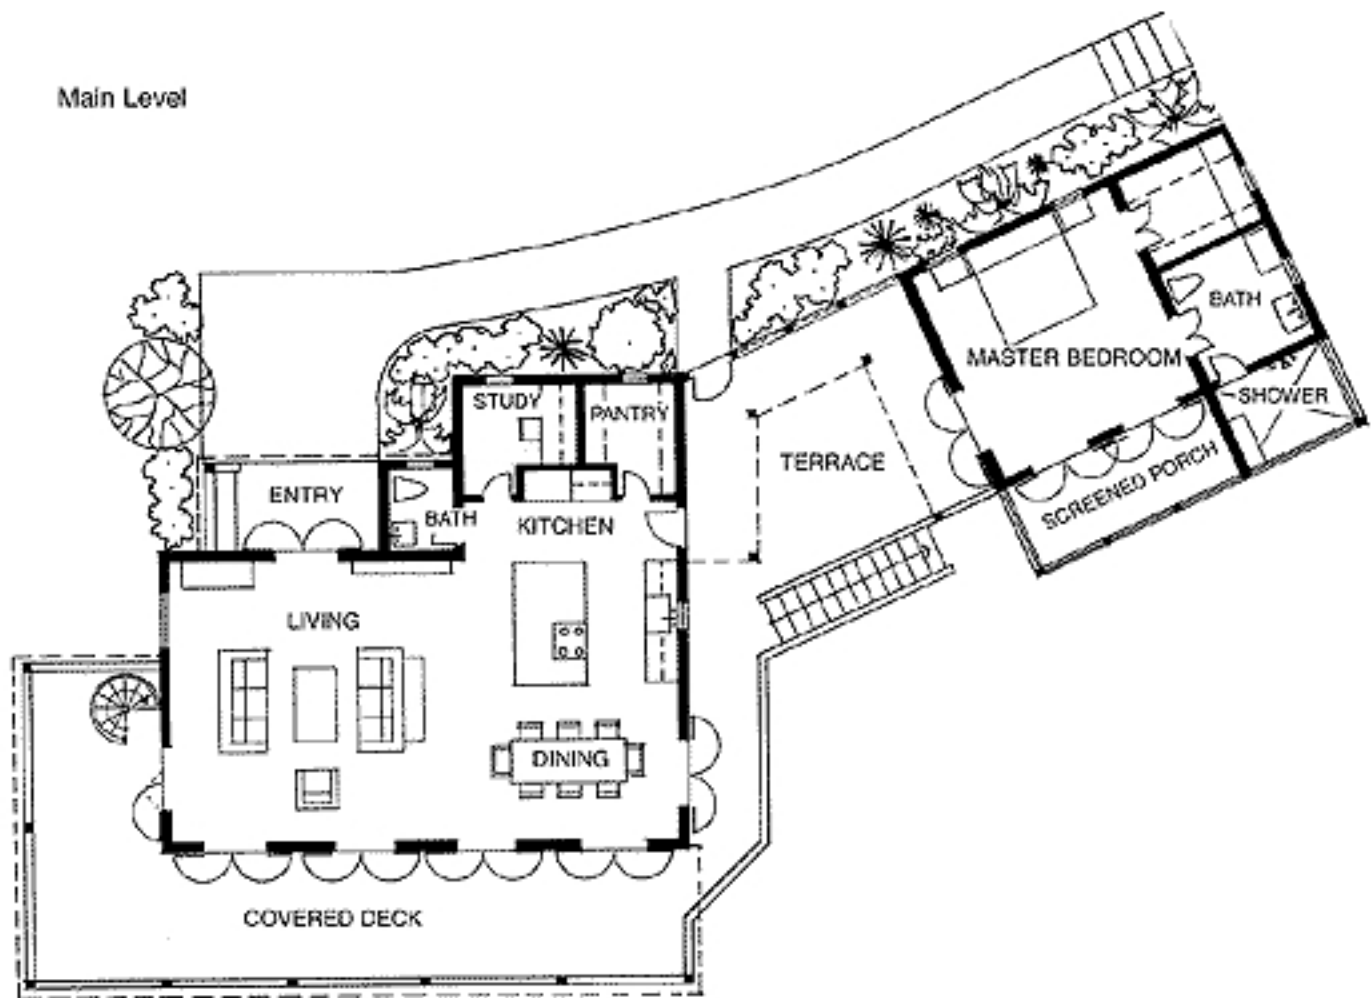 Main Level
BATH
MASTER BEDROOM
SHOWER
STUDY
PANTRY
TERRACE
SCREENED PORCH
ENTRY
BATH
KITCHEN
LIVING
DINING
COVERED DECK